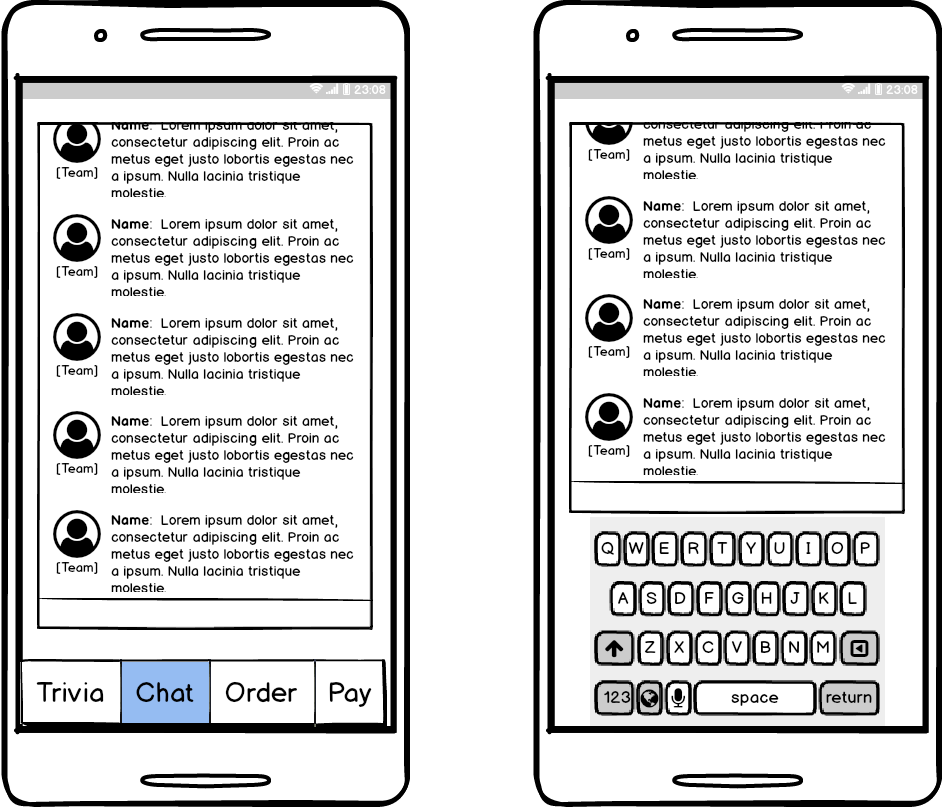 23:08
Name: Lorem ipsum dolor sit amet,
consectetur adipiscing elit. Proin ac
metus eget justo lobortis egestas nec
a ipsum. Nulla lacinia tristique
molestie.
[Team]
Name: Lorem ipsum dolor sit amet,
consectetur adipiscing elit. Proin ac
metus eget justo lobortis egestas nec
a ipsum. Nulla lacinia tristique
molestie.
[Team]
Name: Lorem ipsum dolor sit amet,
consectetur adipiscing elit. Proin ac
metus eget justo lobortis egestas nec
a ipsum. Nulla lacinia tristique
molestie.
[Team]
Name: Lorem ipsum dolor sit amet,
consectetur adipiscing elit. Proin ac
metus eget justo lobortis egestas nec
a ipsum. Nulla lacinia tristique
molestie.
[Team]
Name: Lorem ipsum dolor sit amet,
consectetur adipiscing elit. Proin ac
metus eget justo lobortis egestas nec
a ipsum. Nulla lacinia tristique
molestie.
[Team]
Trivia Chat Order Pay
23:08
consectetur adipiscing elit. Proin ac
metus eget justo lobortis egestas nec
a ipsum. Nulla lacinia tristique
molestie.
[Team]
Name: Lorem ipsum dolor sit amet,
consectetur adipiscing elit. Proin ac
metus eget justo lobortis egestas nec
a ipsum. Nulla lacinia tristique
molestie.
[Team]
Name: Lorem ipsum dolor sit amet,
consectetur adipiscing elit. Proin ac
metus eget justo lobortis egestas nec
a ipsum. Nulla lacinia tristique
molestie.
[Team]
Name: Lorem ipsum dolor sit amet,
consectetur adipiscing elit. Proin ac
metus eget justo lobortis egestas nec
a ipsum. Nulla lacinia tristique
molestie.
[Team]
Q W E R T Y U I O P
A S D F G H J K L
Z X C V B N M
123 space return